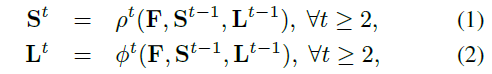 S^t = ρ^t(F, S^{t−1}, L^{t−1}), ∀t ≥ 2, (1)
L^t = ϕ^t(F, S^{t−1}, L^{t−1}), ∀t ≥ 2, (2)